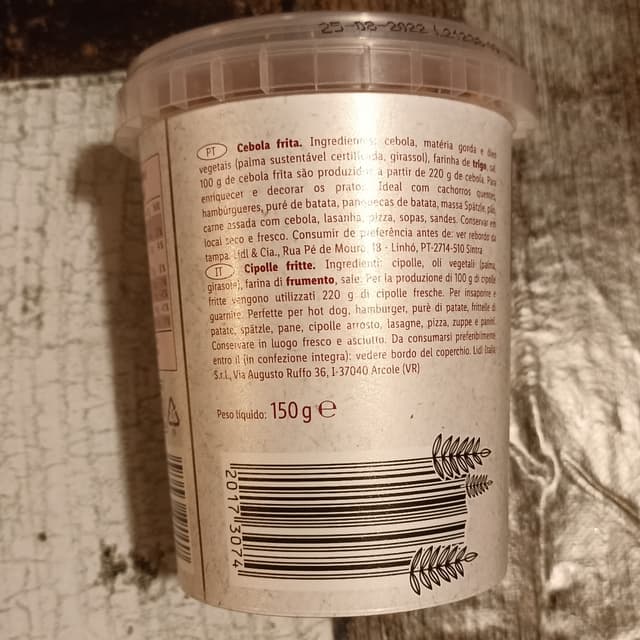 25-08-2022
PT Cebola frita. Ingredientes: cebola, matéria gorda e óleo
vegetais (palma sustentável certificada, girassol), farinha de trigo, sal.
100 g de cebola frita são produzidos a partir de 220 g de cebola. Para
enriquecer e decorar os pratos. Ideal com cachorros quentes,
hambúrgueres, puré de batata, panquecas de batata, massa Spätzle, pão,
carne assada com cebola, lasanha, pizza, sopas, sandes. Conservar em
local seco e fresco. Consumir de preferência antes de: ver rebordo da
tampa. Lidl & Cia., Rua Pé de Mouro, 18 - Linhó, PT-2714-510 Sintra
IT Cipolle fritte. Ingredienti: cipolle, oli vegetali (palma,
girasole), farina di frumento, sale. Per la produzione di 100 g di cipolle
fritte vengono utilizzati 220 g di cipolle fresche. Per insaporire e
guarnire. Perfette per hot dog, hamburger, purè di patate, frittelle di
patate, spätzle, pane, cipolle arrosto, lasagne, pizza, zuppe e panini.
Conservare in luogo fresco e asciutto. Da consumarsi preferibilmente
entro il (in confezione integra): vedere bordo del coperchio. Lidl Italia
S.r.l., Via Augusto Ruffo 36, I-37040 Arcole (VR)
Peso líquido: 150 g ℮
2017 3074